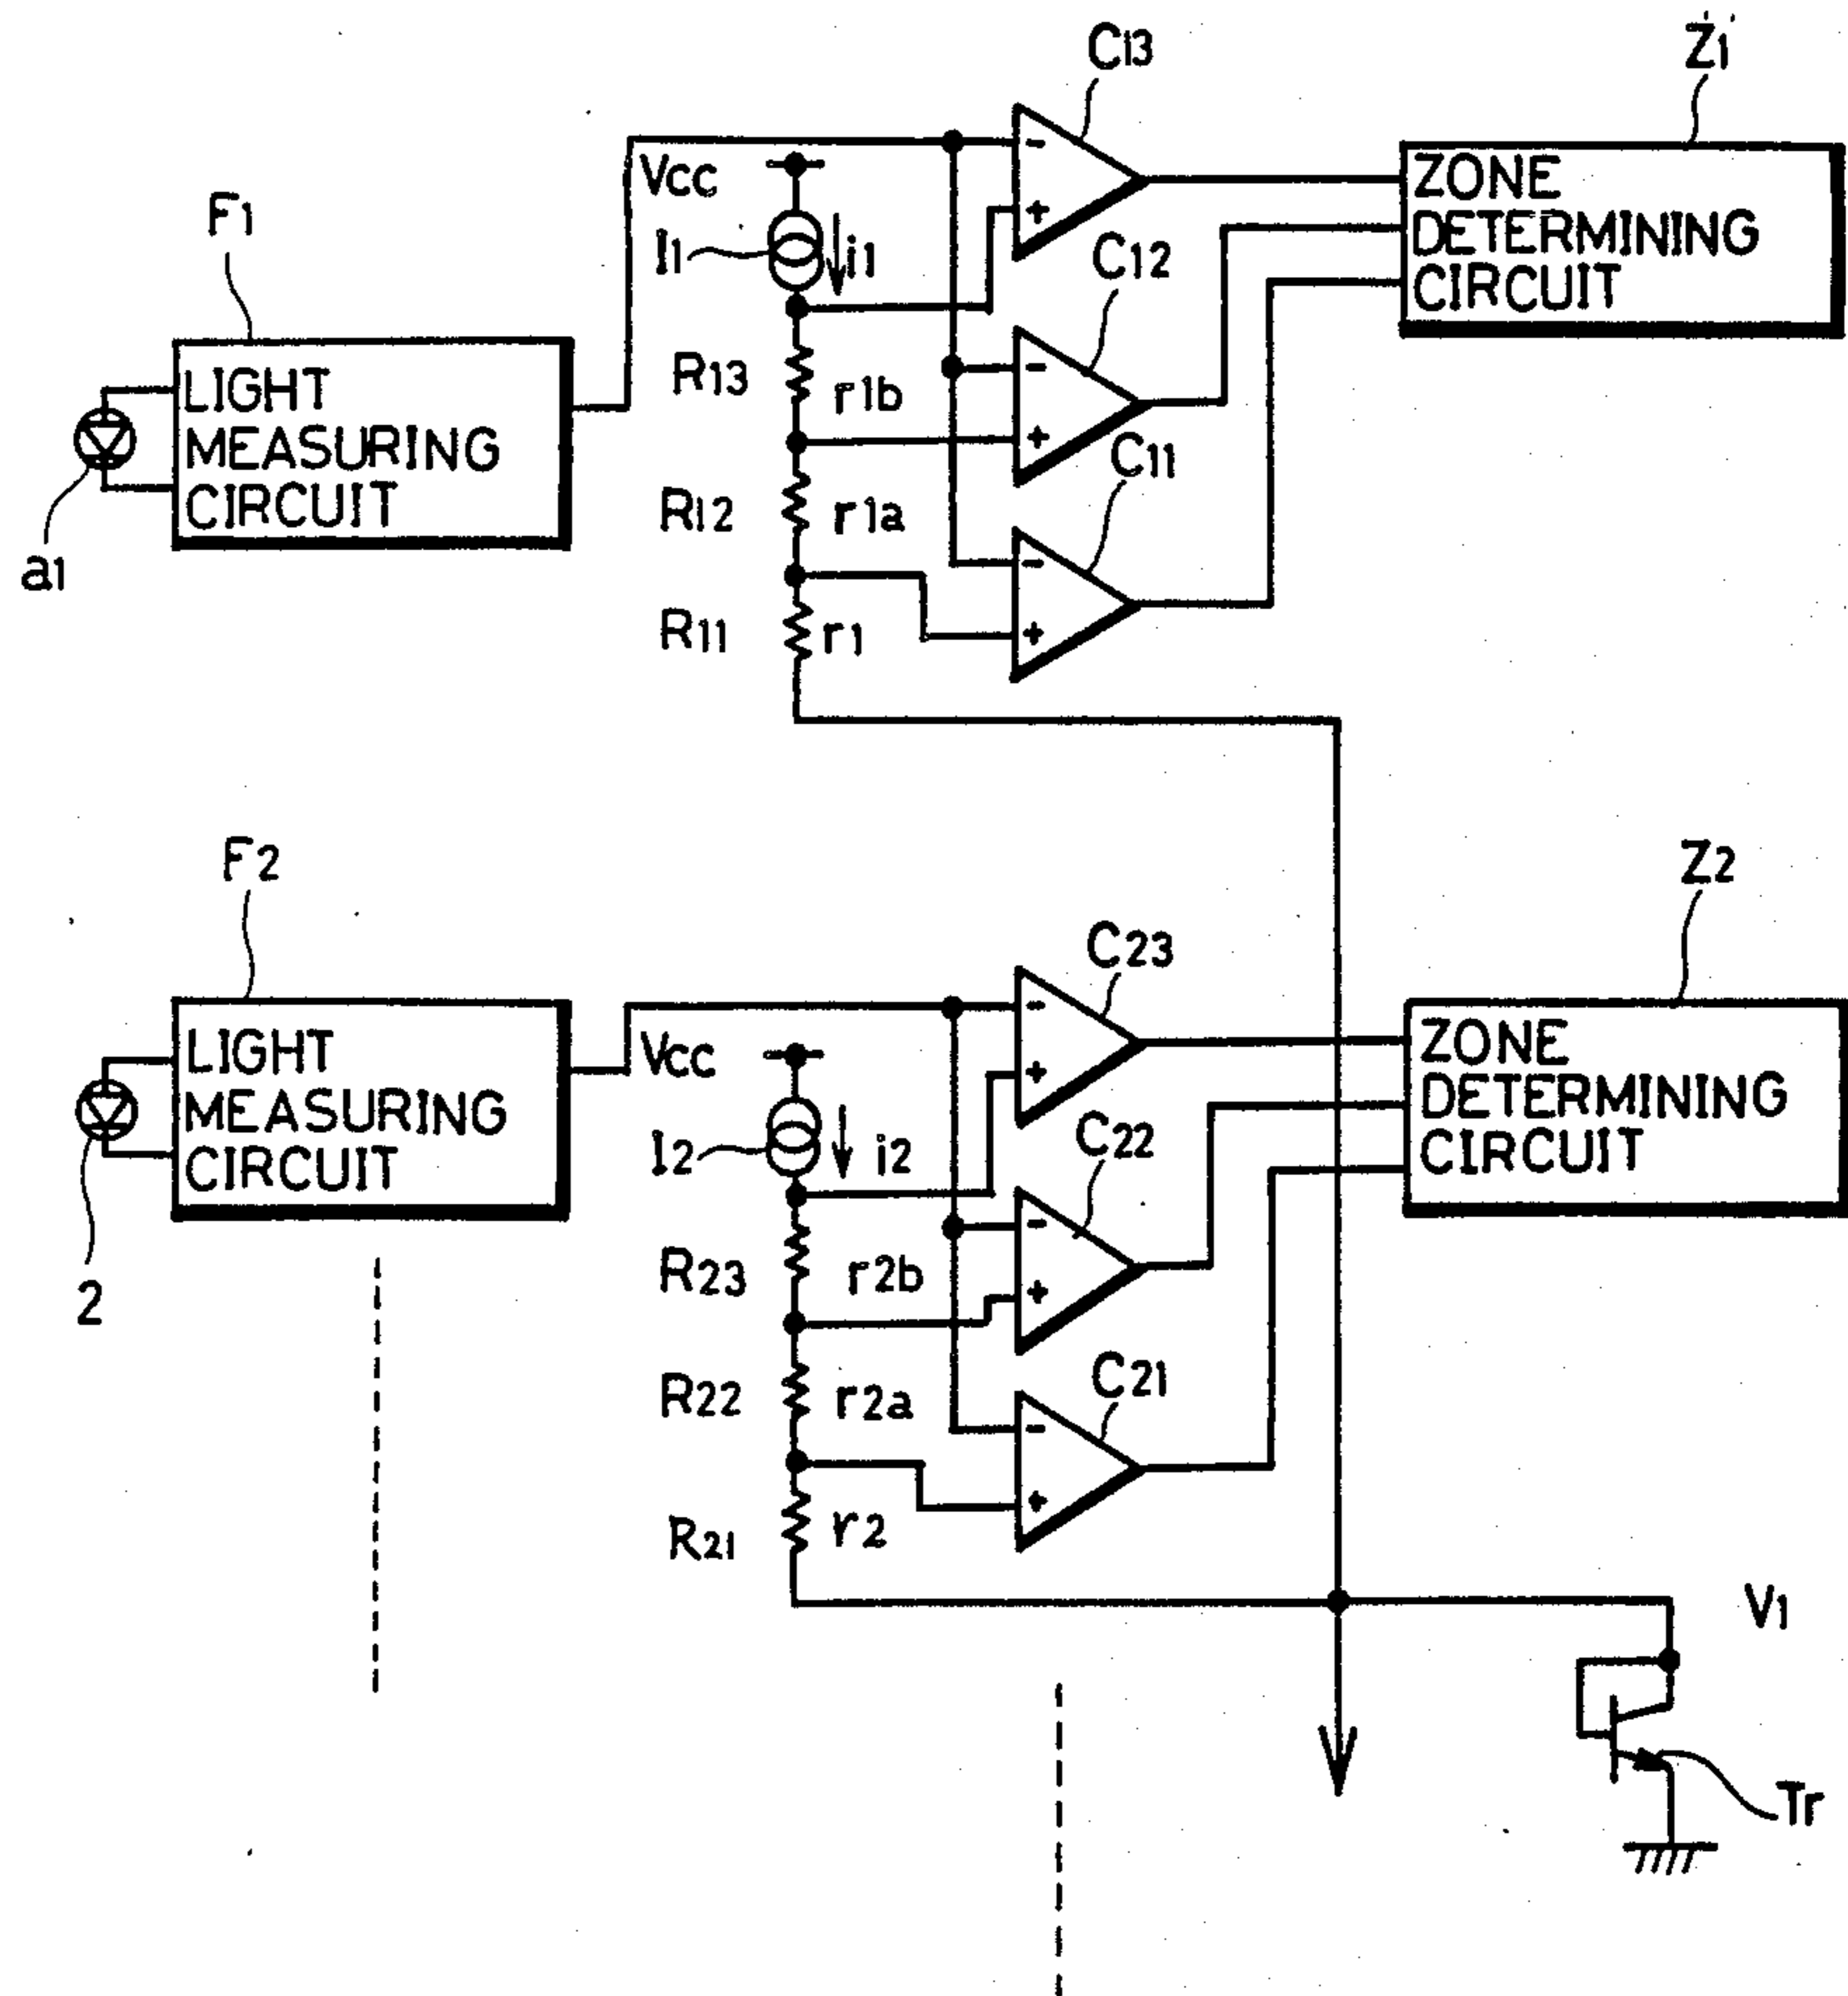 C13
Z1
VCC
F1
I1
i1
ZONE
DETERMINING
CIRCUIT
C12
LIGHT
MEASURING
CIRCUIT
R13
r1b
C11
a1
R12
r1a
R11
r1
F2
Z2
C23
LIGHT
MEASURING
CIRCUIT
VCC
ZONE
DETERMINING
CIRCUIT
I2
i2
C22
2
R23
r2b
R22
r2a
C21
R21
r2
V1
Tr